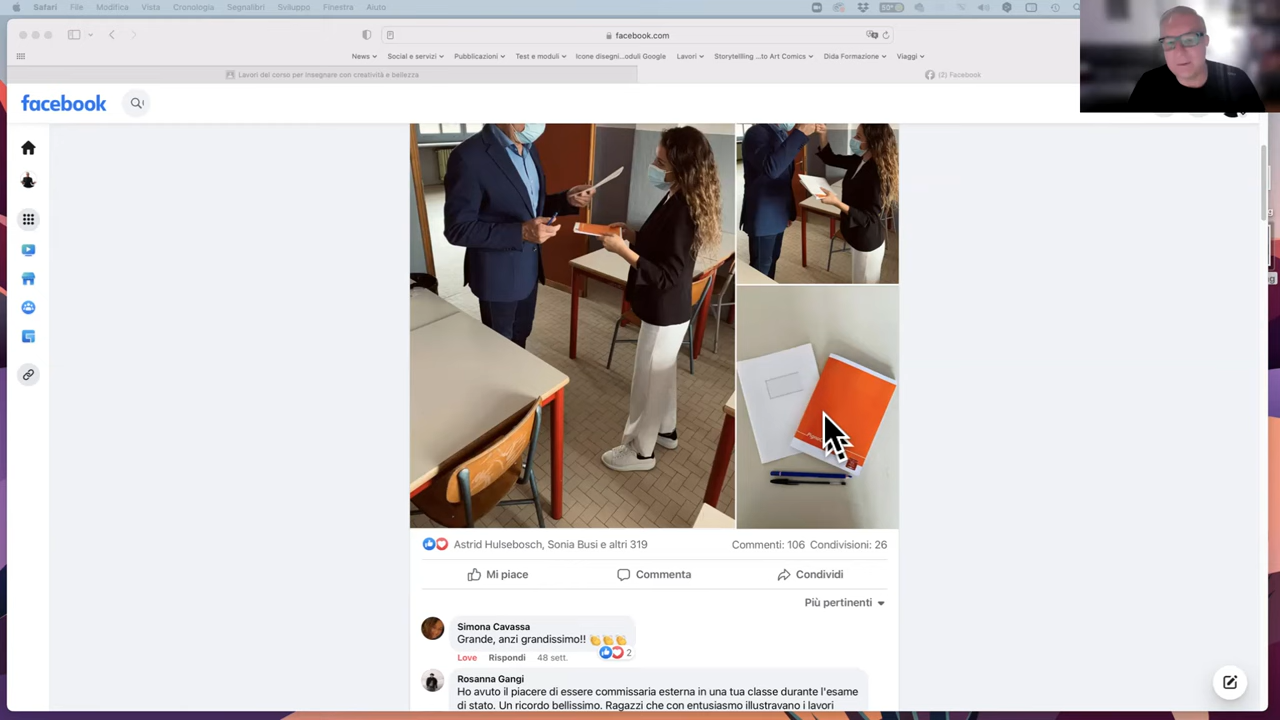 Safari File Modifica Vista Cronologia Segnalibri Sviluppo Finestra Aiuto
facebook.com
News Social e servizi Pubblicazioni Test e moduli Icone disegni...oduli Google Lavori Storytellling ...to Art Comics Dida Formazione Viaggi
Lavori del corso per insegnare con creatività e bellezza (2) Facebook
facebook
Astrid Hulsebosch, Sonia Busi e altri 319 Commenti: 106 Condivisioni: 26
Mi piace Commenta Condividi
Più pertinenti
Simona Cavassa
Grande, anzi grandissimo!! 👏👏👏
2
Love Rispondi 48 sett.
Rosanna Gangi
Ho avuto il piacere di essere commissaria esterna in una tua classe durante l'esame
di stato. Un ricordo bellissimo. Ragazzi che con entusiasmo illustravano i lavori